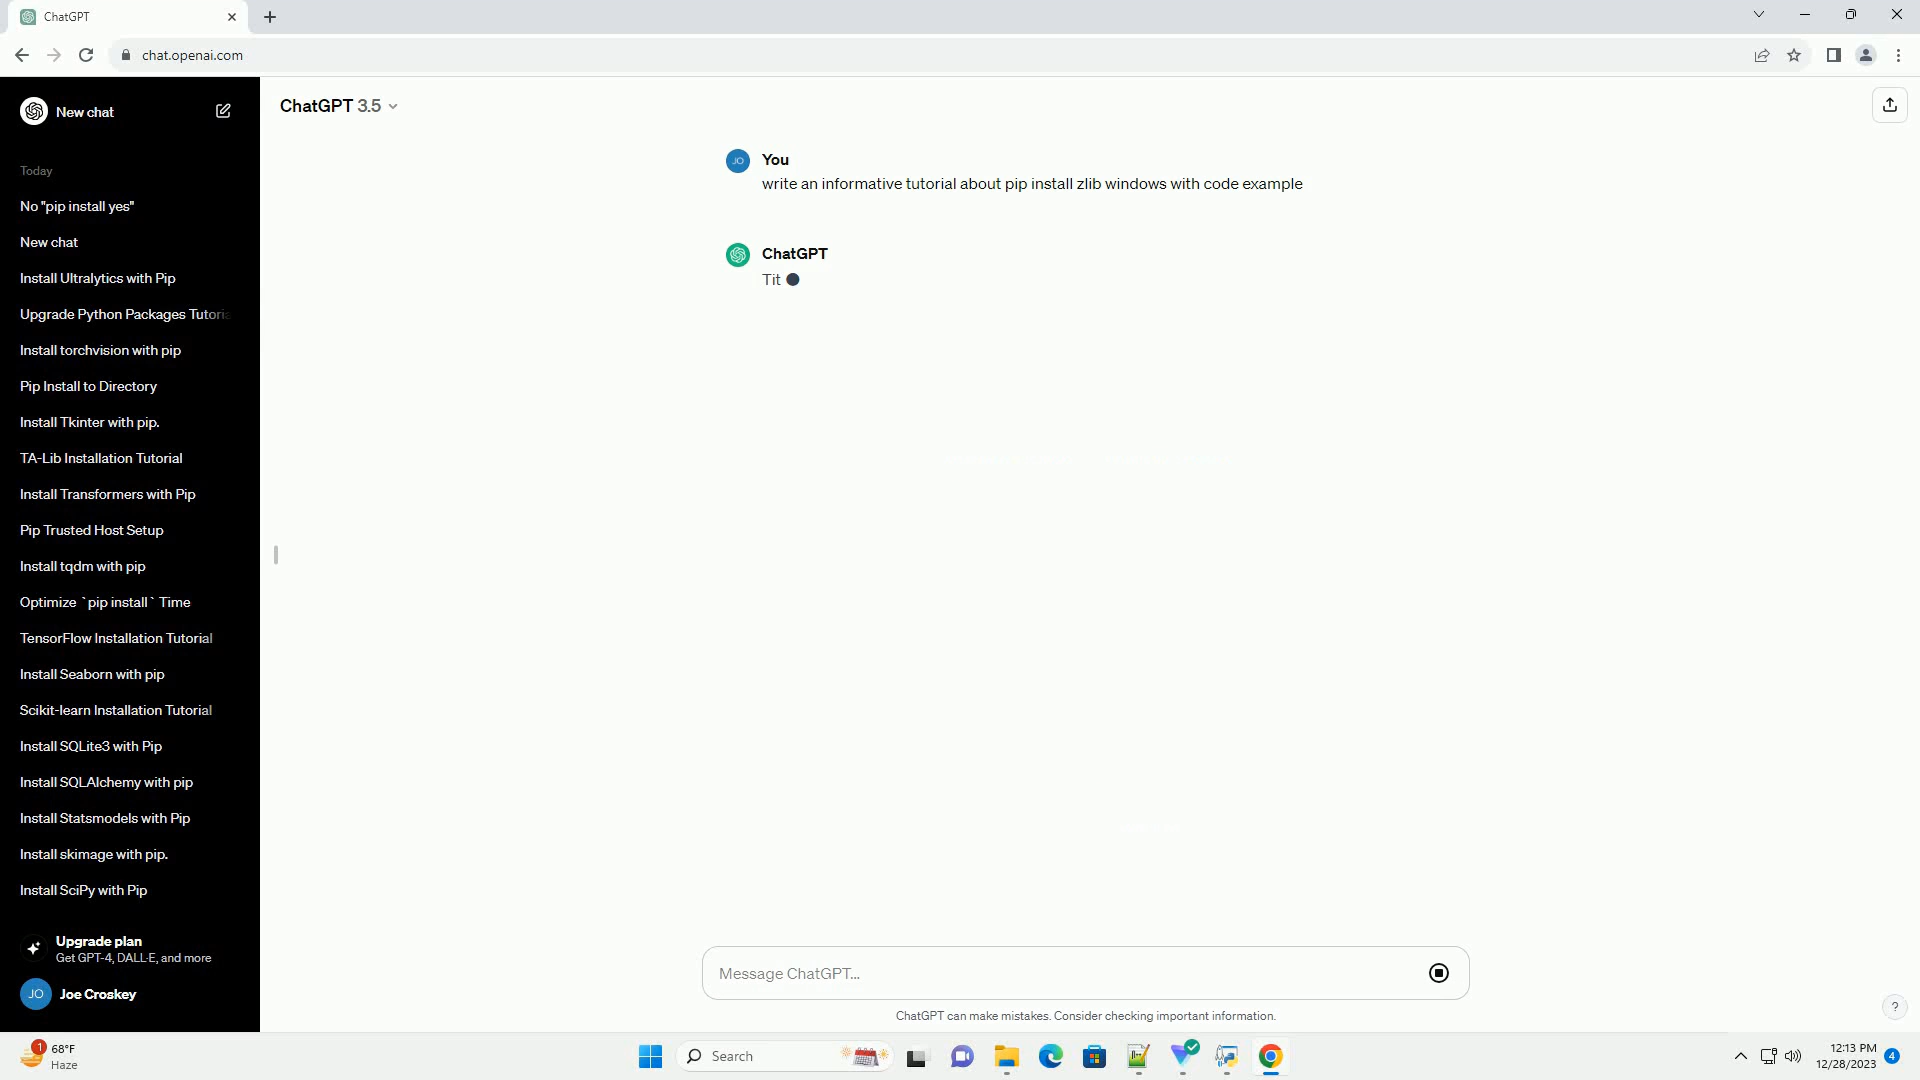 ChatGPT
chat.openai.com
New chat
Today
No "pip install yes"
New chat
Install Ultralytics with Pip
Upgrade Python Packages Tutoria
Install torchvision with pip
Pip Install to Directory
Install Tkinter with pip.
TA-Lib Installation Tutorial
Install Transformers with Pip
Pip Trusted Host Setup
Install tqdm with pip
Optimize `pip install` Time
TensorFlow Installation Tutorial
Install Seaborn with pip
Scikit-learn Installation Tutorial
Install SQLite3 with Pip
Install SQLAlchemy with pip
Install Statsmodels with Pip
Install skimage with pip.
Install SciPy with Pip
Upgrade plan
Get GPT-4, DALL·E, and more
JO Joe Croskey
ChatGPT 3.5
JO You
write an informative tutorial about pip install zlib windows with code example
ChatGPT
Tit
Message ChatGPT...
ChatGPT can make mistakes. Consider checking important information.
?
1 68°F
Haze
Search
12:13 PM
12/28/2023 4